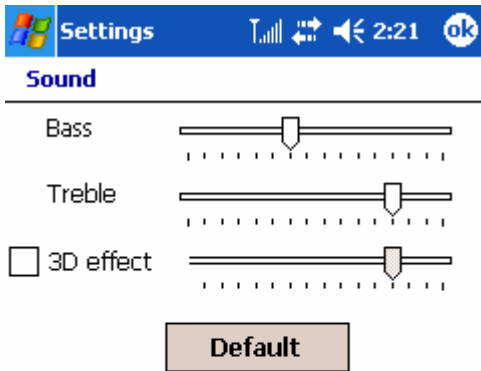 Settings 2:21 ok
Sound
Bass
Treble
3D effect
Default